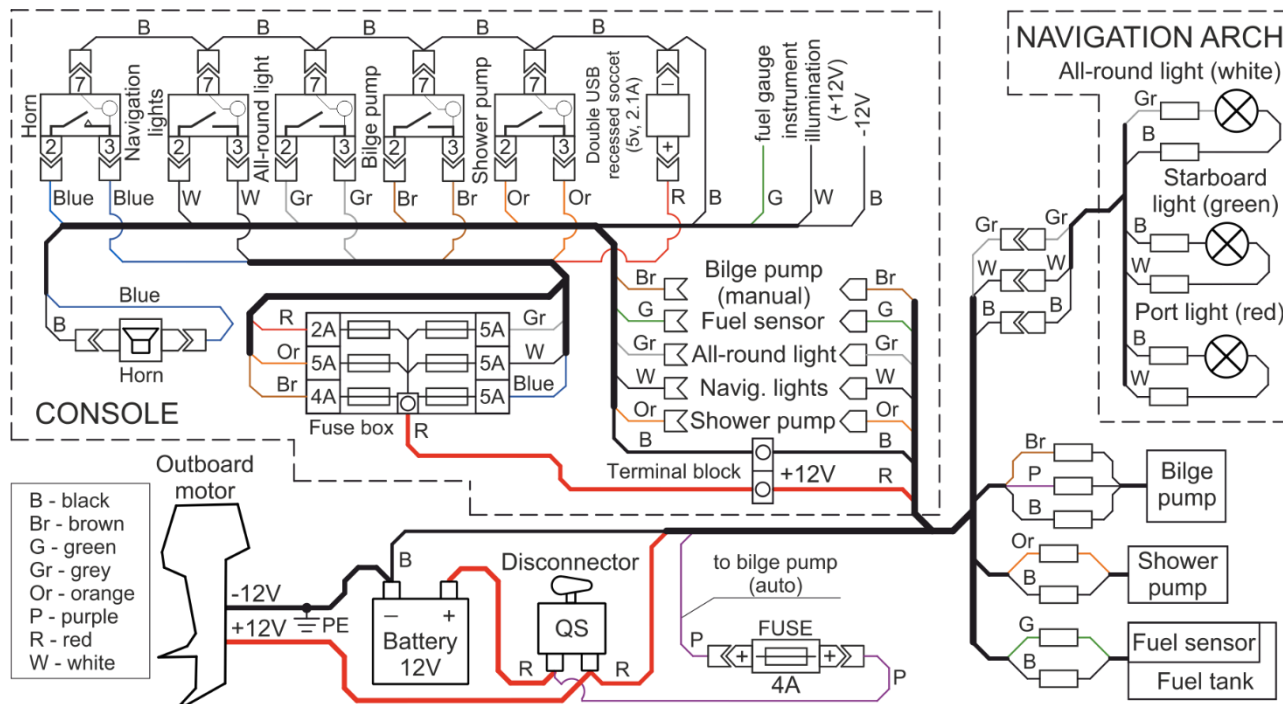 B B B B B B
7 7 7 7 7 –
Horn
Navigation
lights
All-round light
Bilge pump
Shower pump
Double USB
recessed soccet
(5v, 2.1A)
fuel gauge
instrument
illumination
(+12V)
-12V
2 3 2 3 2 3 2 3 2 3 +
Blue Blue W W Gr Gr Br Br Or Or R B G W B
Blue
B
Horn
R 2A 5A Gr
Or 5A 5A W
Br 4A 5A Blue
Fuse box
R
CONSOLE
Br Bilge pump Br
(manual)
G Fuel sensor G
Gr All-round light Gr
W Navig. lights W
Or Shower pump Or
B B
Terminal block +12V R
NAVIGATION ARCH
All-round light (white)
Gr
B
Starboard
light (green)
B
W
Port light (red)
B
W
Gr Gr
W W
B B
Br
P
B
Bilge
pump
Or
B
Shower
pump
G
B
Fuel sensor
Fuel tank
B - black
Br - brown
G - green
Gr - grey
Or - orange
P - purple
R - red
W - white
Outboard
motor
-12V
+12V
PE
B
– +
Battery
12V
Disconnector
QS
R R
to bilge pump
(auto)
P + FUSE + P
4A